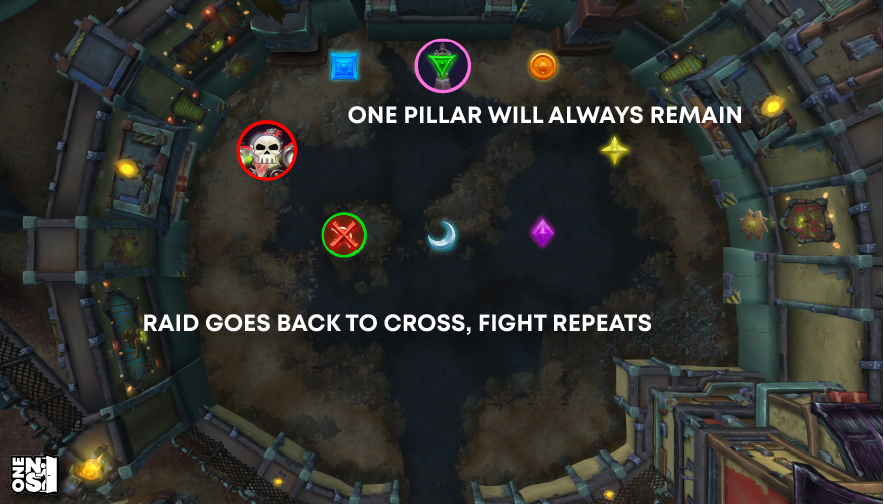 ONE PILLAR WILL ALWAYS REMAIN
RAID GOES BACK TO CROSS, FIGHT REPEATS